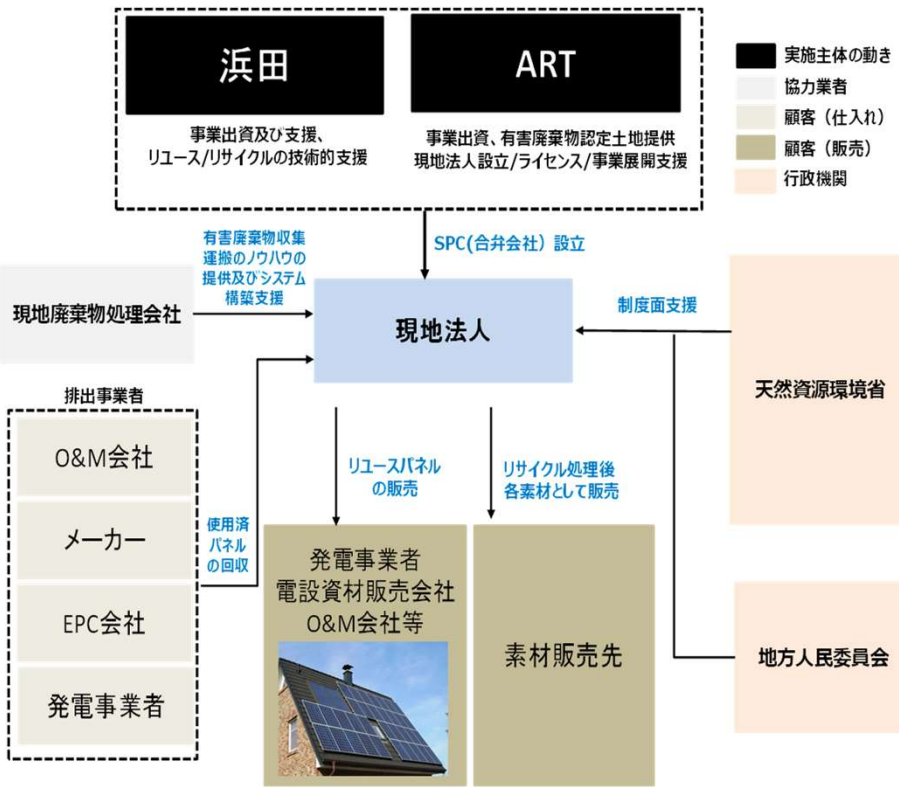 浜田
ART
事業出資及び支援、
リユース/リサイクルの技術的支援
事業出資、有害廃棄物認定土地提供
現地法人設立/ライセンス/事業展開支援
実施主体の動き
協力業者
顧客（仕入れ）
顧客（販売）
行政機関
SPC(合弁会社）設立
有害廃棄物収集
運搬のノウハウの
提供及びシステム
構築支援
現地廃棄物処理会社
現地法人
制度面支援
天然資源環境省
排出事業者
O&M会社
メーカー
EPC会社
発電事業者
使用済
パネル
の回収
リユースパネル
の販売
リサイクル処理後
各素材として販売
発電事業者
電設資材販売会社
O&M会社等
素材販売先
地方人民委員会